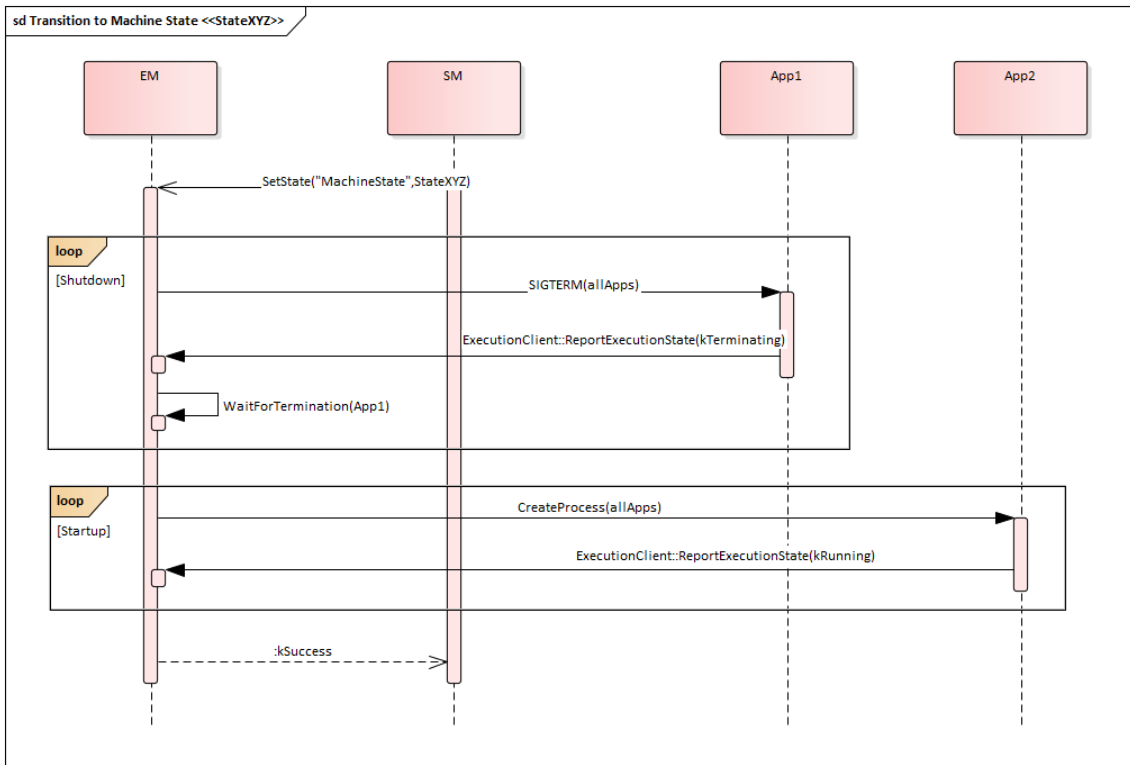 sd Transition to Machine State <<StateXYZ>>
EM
SM
App1
App2
SetState("MachineState",StateXYZ)
loop
[Shutdown]
SIGTERM(allApps)
ExecutionClient::ReportExecutionState(kTerminating)
WaitForTermination(App1)
loop
CreateProcess(allApps)
[Startup]
ExecutionClient::ReportExecutionState(kRunning)
:kSuccess